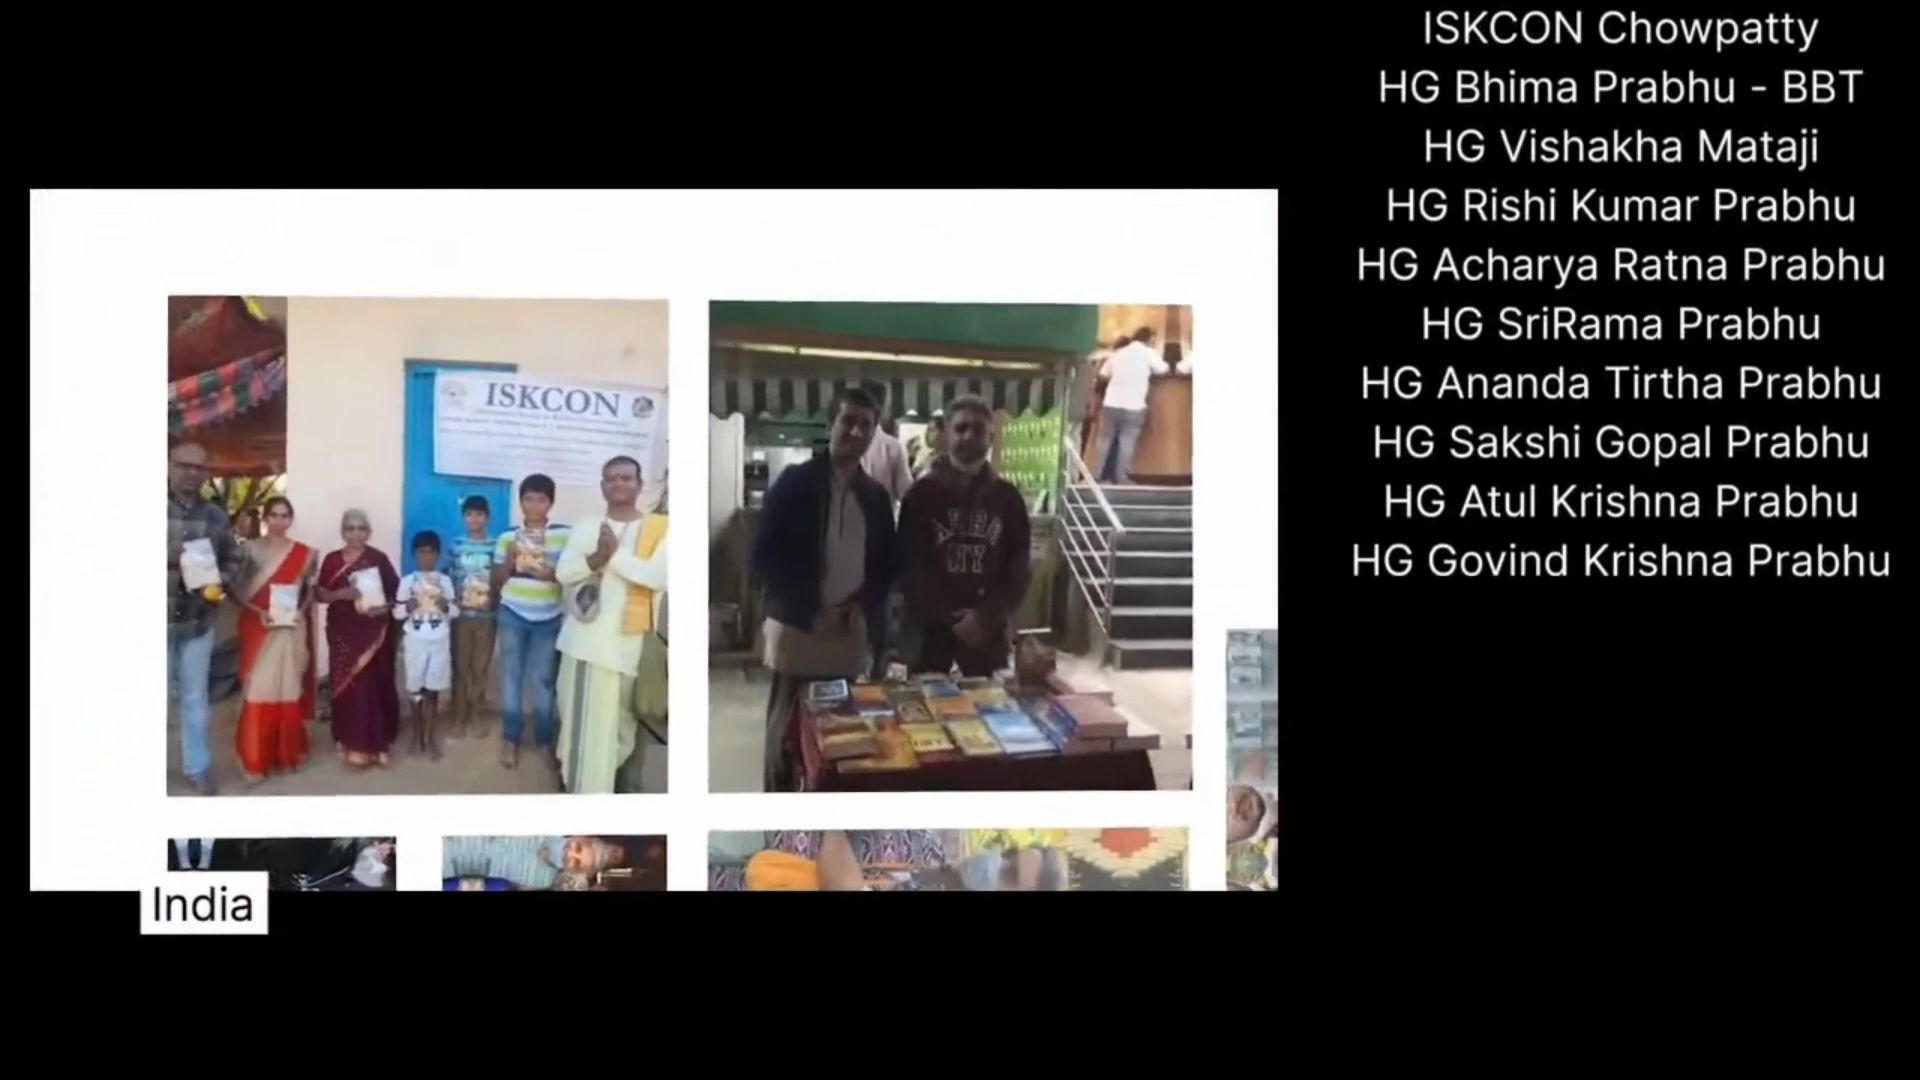 ISKCON Chowpatty
HG Bhima Prabhu - BBT
HG Vishakha Mataji
HG Rishi Kumar Prabhu
HG Acharya Ratna Prabhu
HG SriRama Prabhu
HG Ananda Tirtha Prabhu
HG Sakshi Gopal Prabhu
HG Atul Krishna Prabhu
HG Govind Krishna Prabhu
ISKCON
NY
India